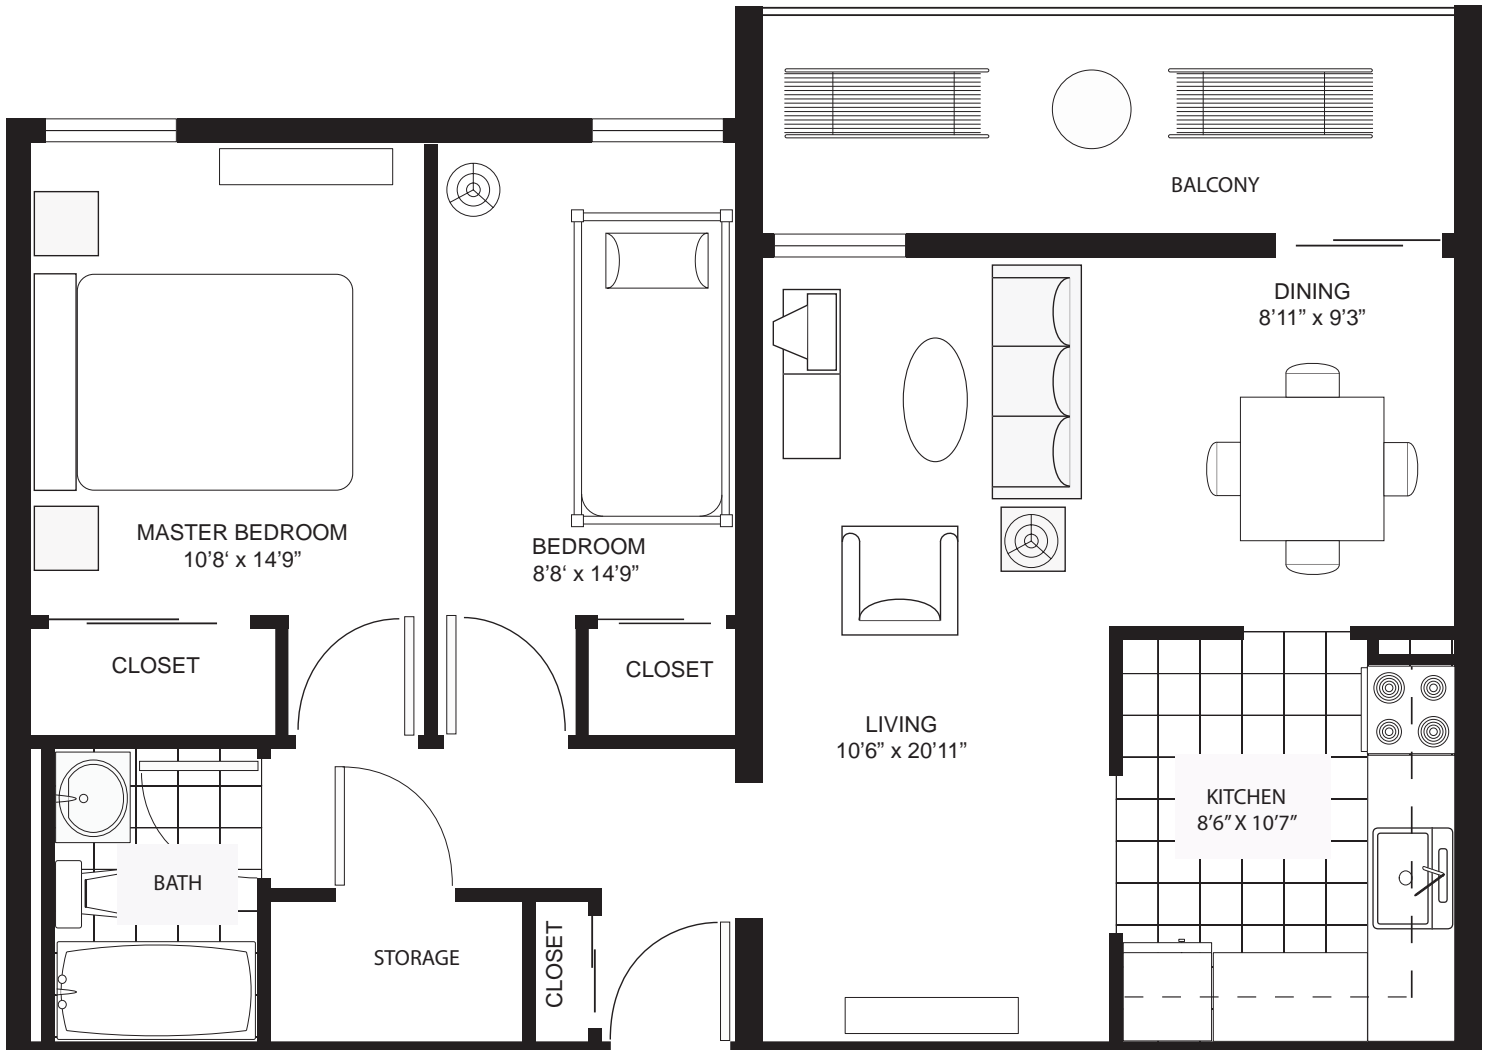 BALCONY
DINING
8’11” x 9’3”
MASTER BEDROOM
10’8‘ x 14’9”
BEDROOM
8’8‘ x 14’9”
CLOSET
CLOSET
LIVING
10’6” x 20’11”
KITCHEN
8’6” X 10’7”
BATH
STORAGE
CLOSET